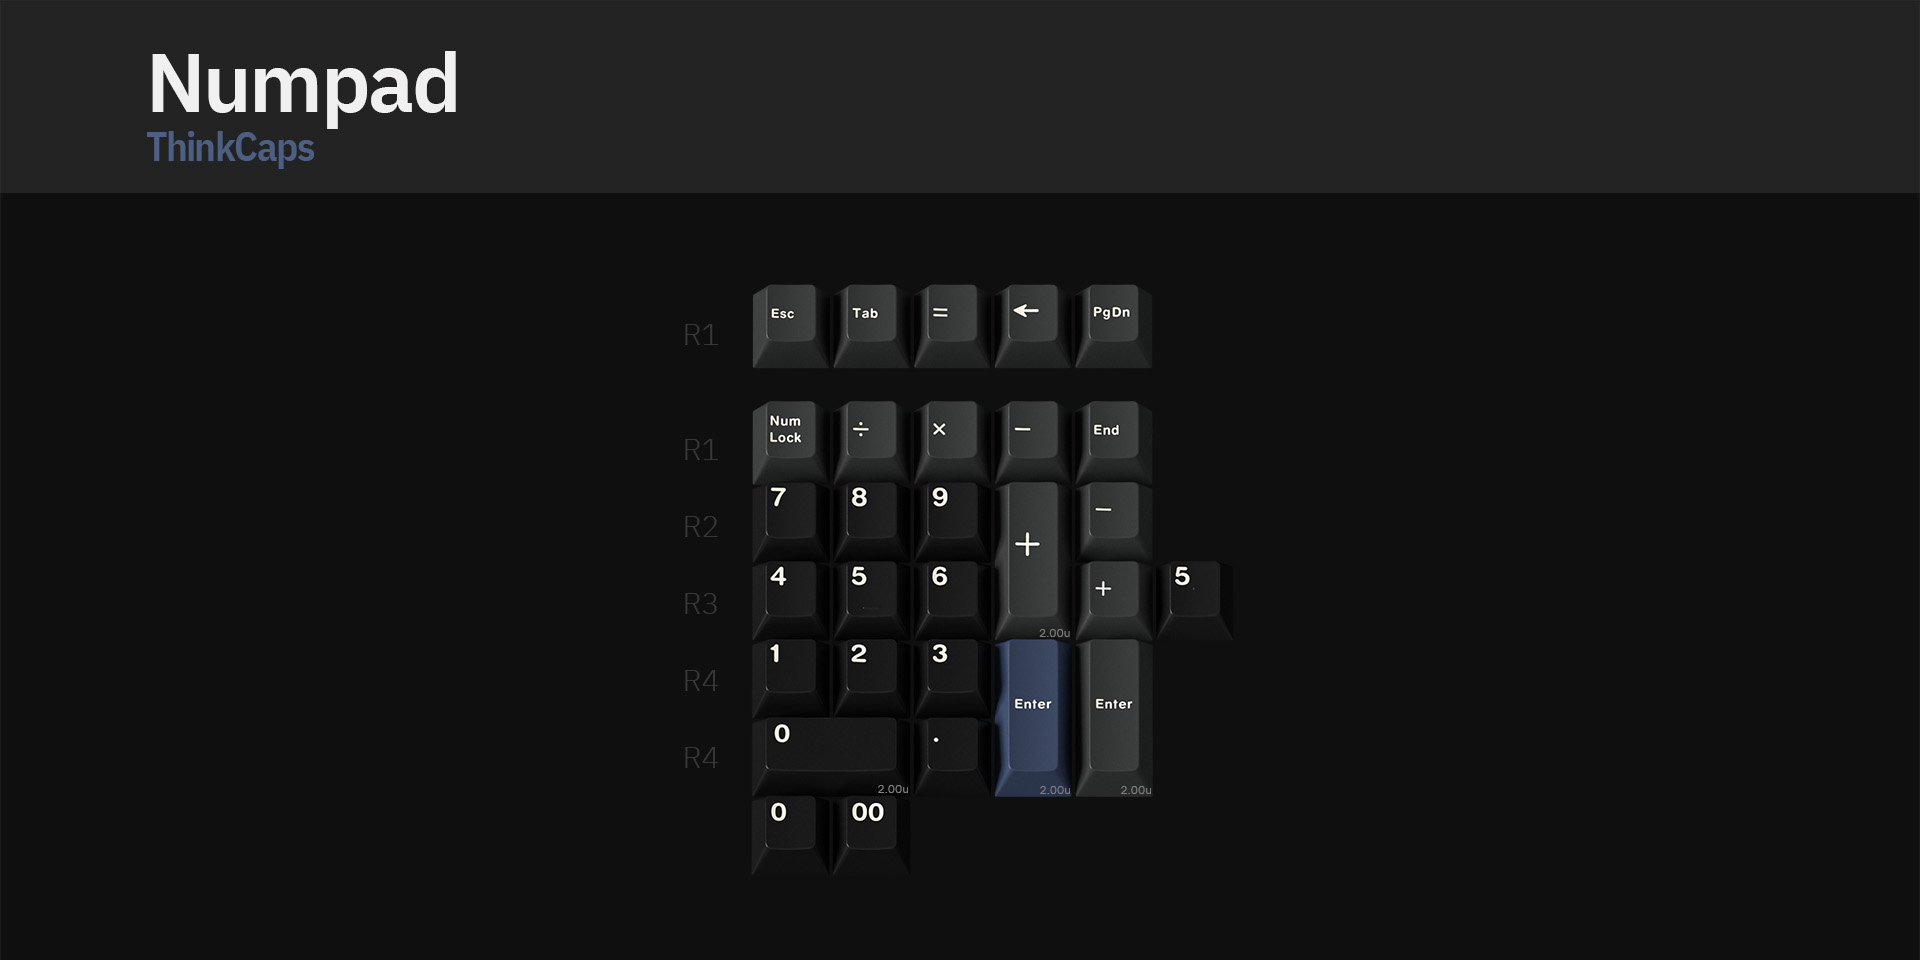 Numpad
ThinkCaps
R1 Esc Tab = ← PgDn
R1 Num Lock ÷ × − End
R2 7 8 9 + −
R3 4 5 6 2.00u + 5
R4 1 2 3 Enter Enter
R4 0 2.00u . 2.00u 2.00u
0 00